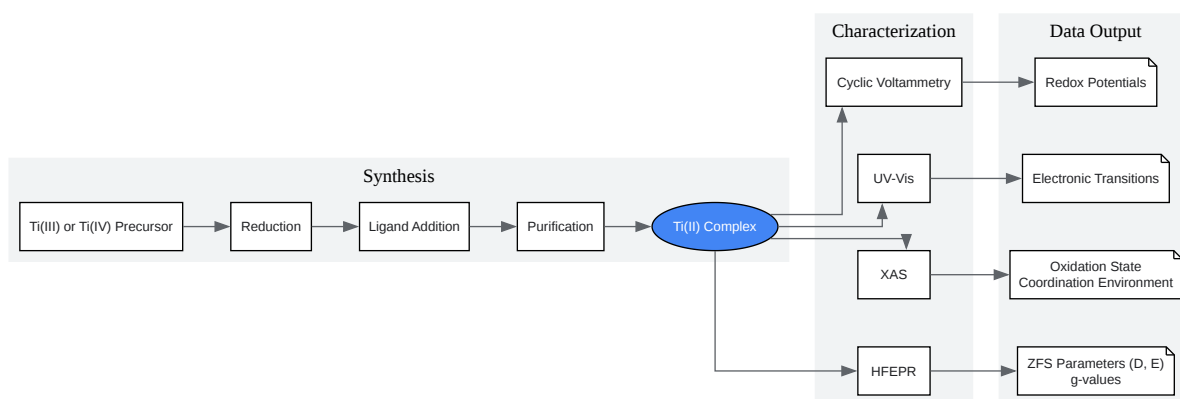 Synthesis
Ti(III) or Ti(IV) Precursor
Reduction
Ligand Addition
Purification
Ti(II) Complex
Characterization
Cyclic Voltammetry
UV-Vis
XAS
HFEPR
Data Output
Redox Potentials
Electronic Transitions
Oxidation State
Coordination Environment
ZFS Parameters (D, E)
g-values